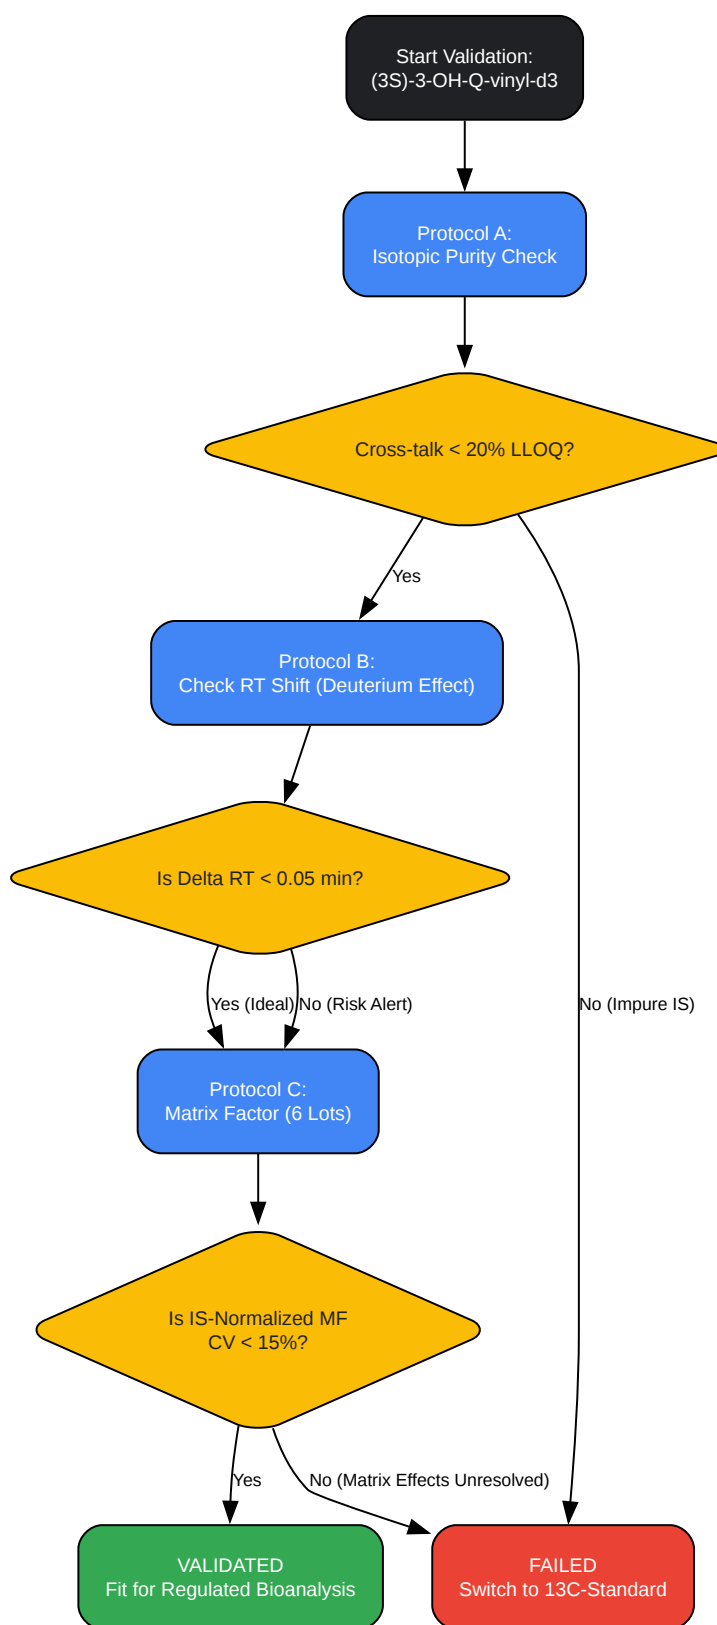 Start Validation:
(3S)-3-OH-Q-vinyl-d3
Protocol A:
Isotopic Purity Check
Cross-talk < 20% LLOQ?
Yes
Protocol B:
Check RT Shift (Deuterium Effect)
Is Delta RT < 0.05 min?
Yes (Ideal)
No (Risk Alert)
No (Impure IS)
Protocol C:
Matrix Factor (6 Lots)
Is IS-Normalized MF
CV < 15%?
Yes
No (Matrix Effects Unresolved)
VALIDATED
Fit for Regulated Bioanalysis
FAILED
Switch to 13C-Standard